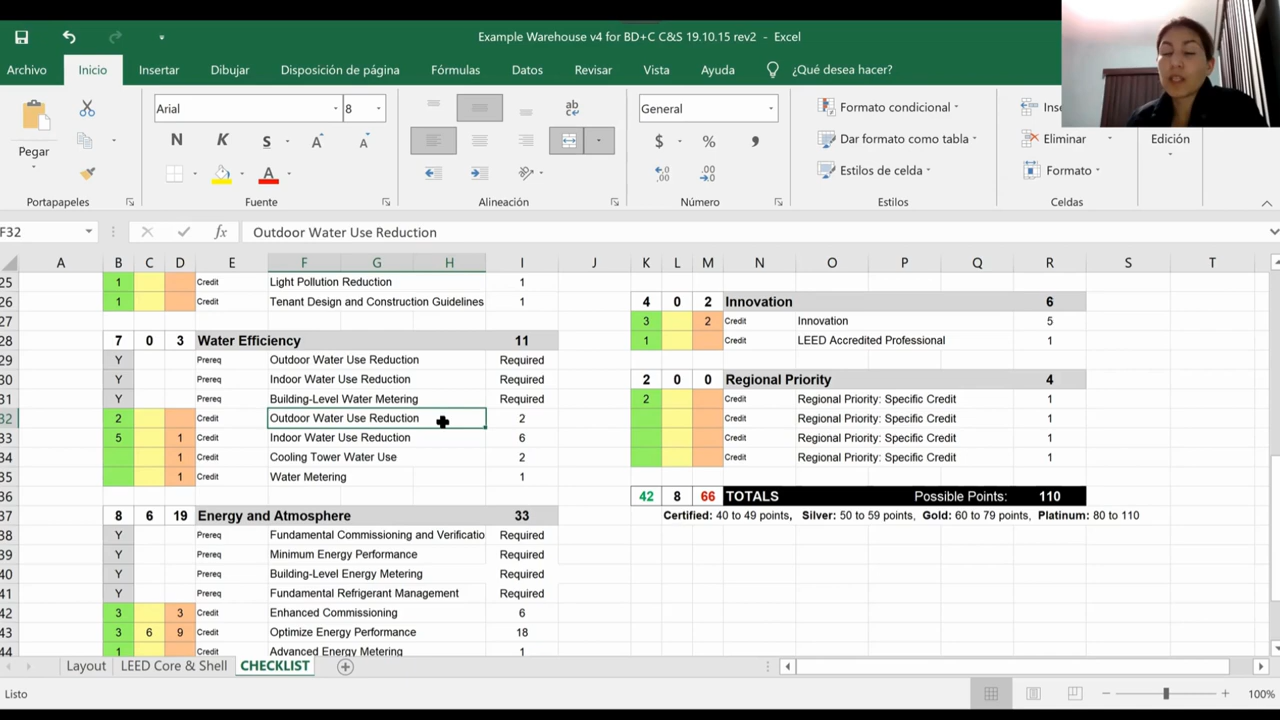 Example Warehouse v4 for BD+C C&S 19.10.15 rev2 - Excel
Archivo Inicio Insertar Dibujar Disposición de página Fórmulas Datos Revisar Vista Ayuda ¿Qué desea hacer?
Pegar
Portapapeles
Arial 8
N K S A A
A
Fuente
ab
Alineación
General
$ % ,
Número
Formato condicional
Dar formato como tabla
Estilos de celda
Estilos
Eliminar
Formato
Celdas
Edición
F32 fx Outdoor Water Use Reduction
A B C D E F G H I J K L M N O P Q R S T
25 1 Credit Light Pollution Reduction 1
26 1 Credit Tenant Design and Construction Guidelines 1 4 0 2 Innovation 6
27 3 2 Credit Innovation 5
28 7 0 3 Water Efficiency 11 1 Credit LEED Accredited Professional 1
29 Y Prereq Outdoor Water Use Reduction Required
30 Y Prereq Indoor Water Use Reduction Required 2 0 0 Regional Priority 4
31 Y Prereq Building-Level Water Metering Required 2 Credit Regional Priority: Specific Credit 1
32 2 Credit Outdoor Water Use Reduction 2 Credit Regional Priority: Specific Credit 1
33 5 1 Credit Indoor Water Use Reduction 6 Credit Regional Priority: Specific Credit 1
34 1 Credit Cooling Tower Water Use 2 Credit Regional Priority: Specific Credit 1
35 1 Credit Water Metering 1
36 42 8 66 TOTALS Possible Points: 110
37 8 6 19 Energy and Atmosphere 33 Certified: 40 to 49 points, Silver: 50 to 59 points, Gold: 60 to 79 points, Platinum: 80 to 110
38 Y Prereq Fundamental Commissioning and Verificatio Required
39 Y Prereq Minimum Energy Performance Required
40 Y Prereq Building-Level Energy Metering Required
41 Y Prereq Fundamental Refrigerant Management Required
42 3 3 Credit Enhanced Commissioning 6
43 3 6 9 Credit Optimize Energy Performance 18
44 1 Credit Advanced Energy Metering 1
Layout LEED Core & Shell CHECKLIST
Listo 100%